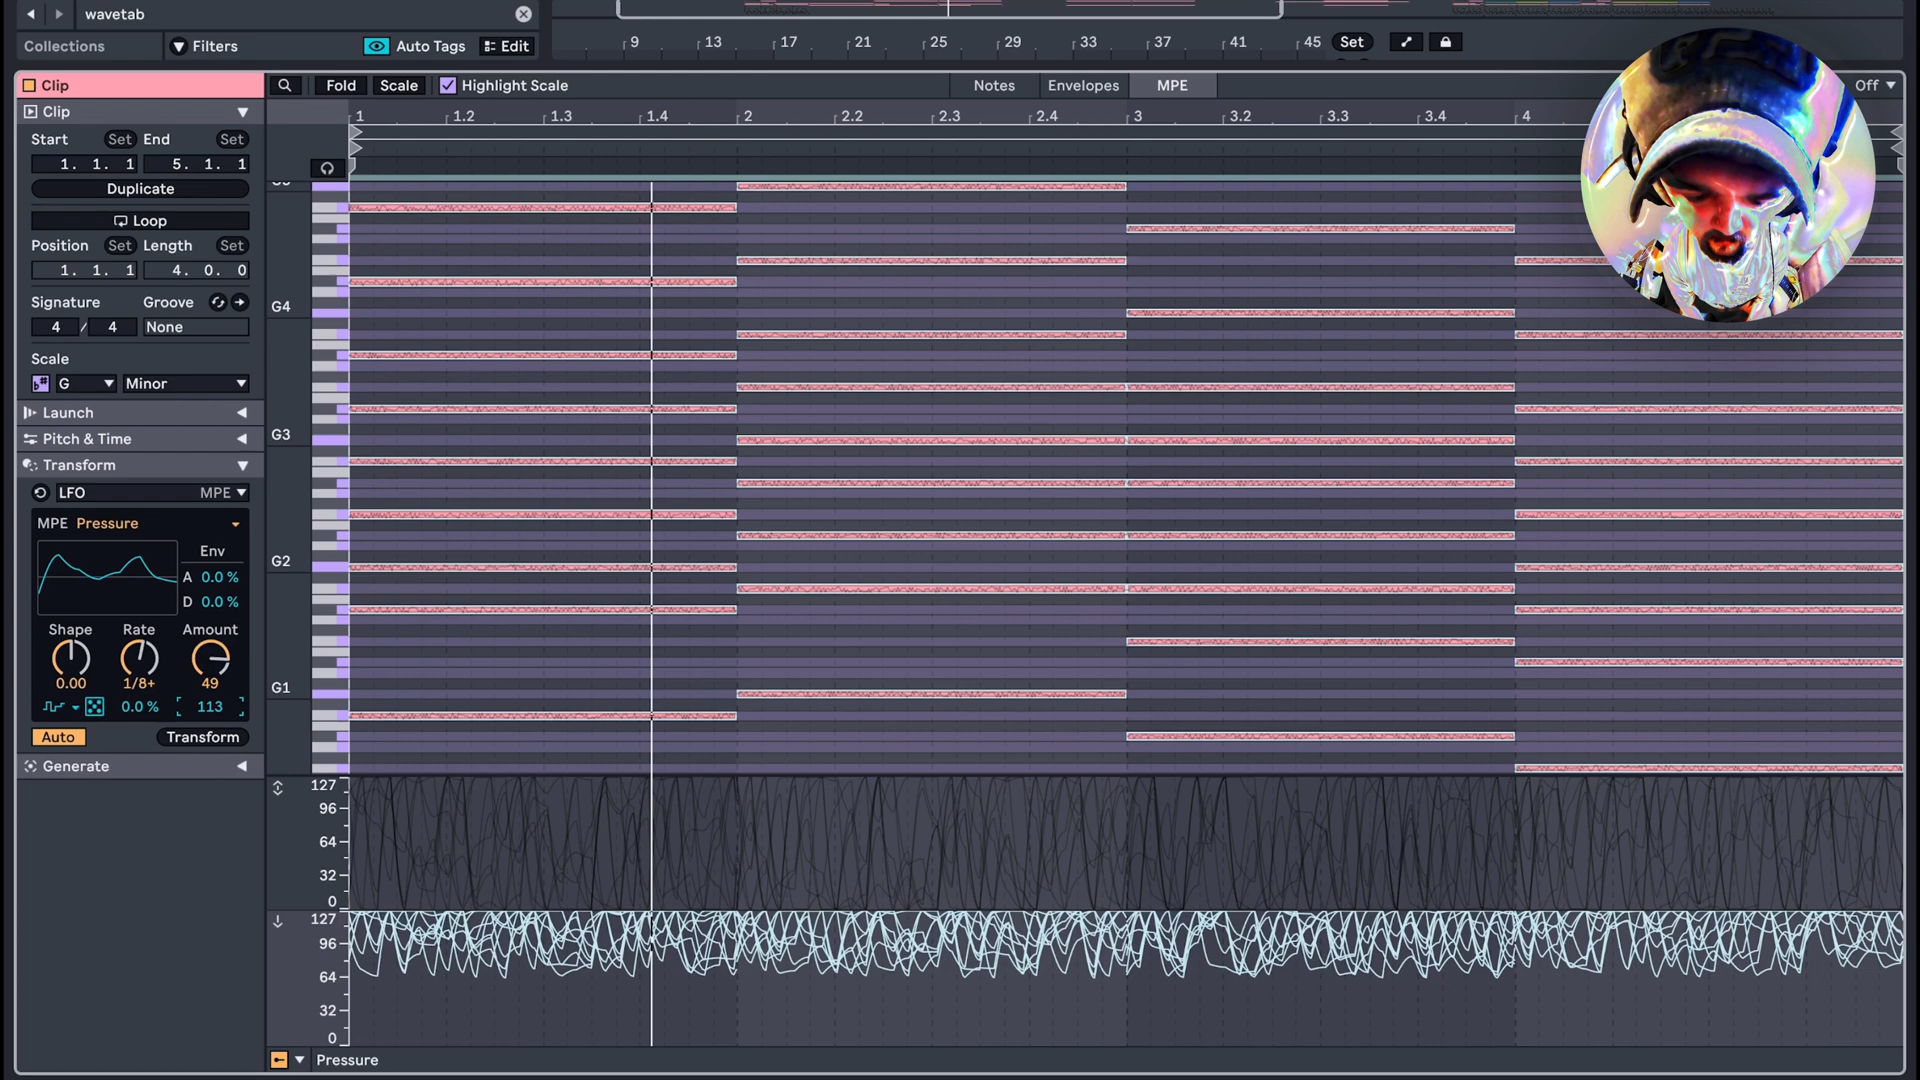 wavetab
Collections
Filters
Auto Tags
Edit
9 13 17 21 25 29 33 37 41 45
Set
Clip
Fold
Scale
Highlight Scale
Notes
Envelopes
MPE
Off
Clip
1 1.2 1.3 1.4 2 2.2 2.3 2.4 3 3.2 3.3 3.4 4
Start Set End Set
1. 1. 1 5. 1. 1
Duplicate
Loop
Position Set Length Set
1. 1. 1 4. 0. 0
Signature Groove
4 / 4 None
Scale
G Minor
Launch
Pitch & Time
Transform
LFO MPE
MPE Pressure
Env
A 0.0 %
D 0.0 %
Shape Rate Amount
0.00 1/8+ 49
0.0 % 113
Auto Transform
Generate
G4
G3
G2
G1
127
96
64
32
0
127
96
64
32
0
Pressure